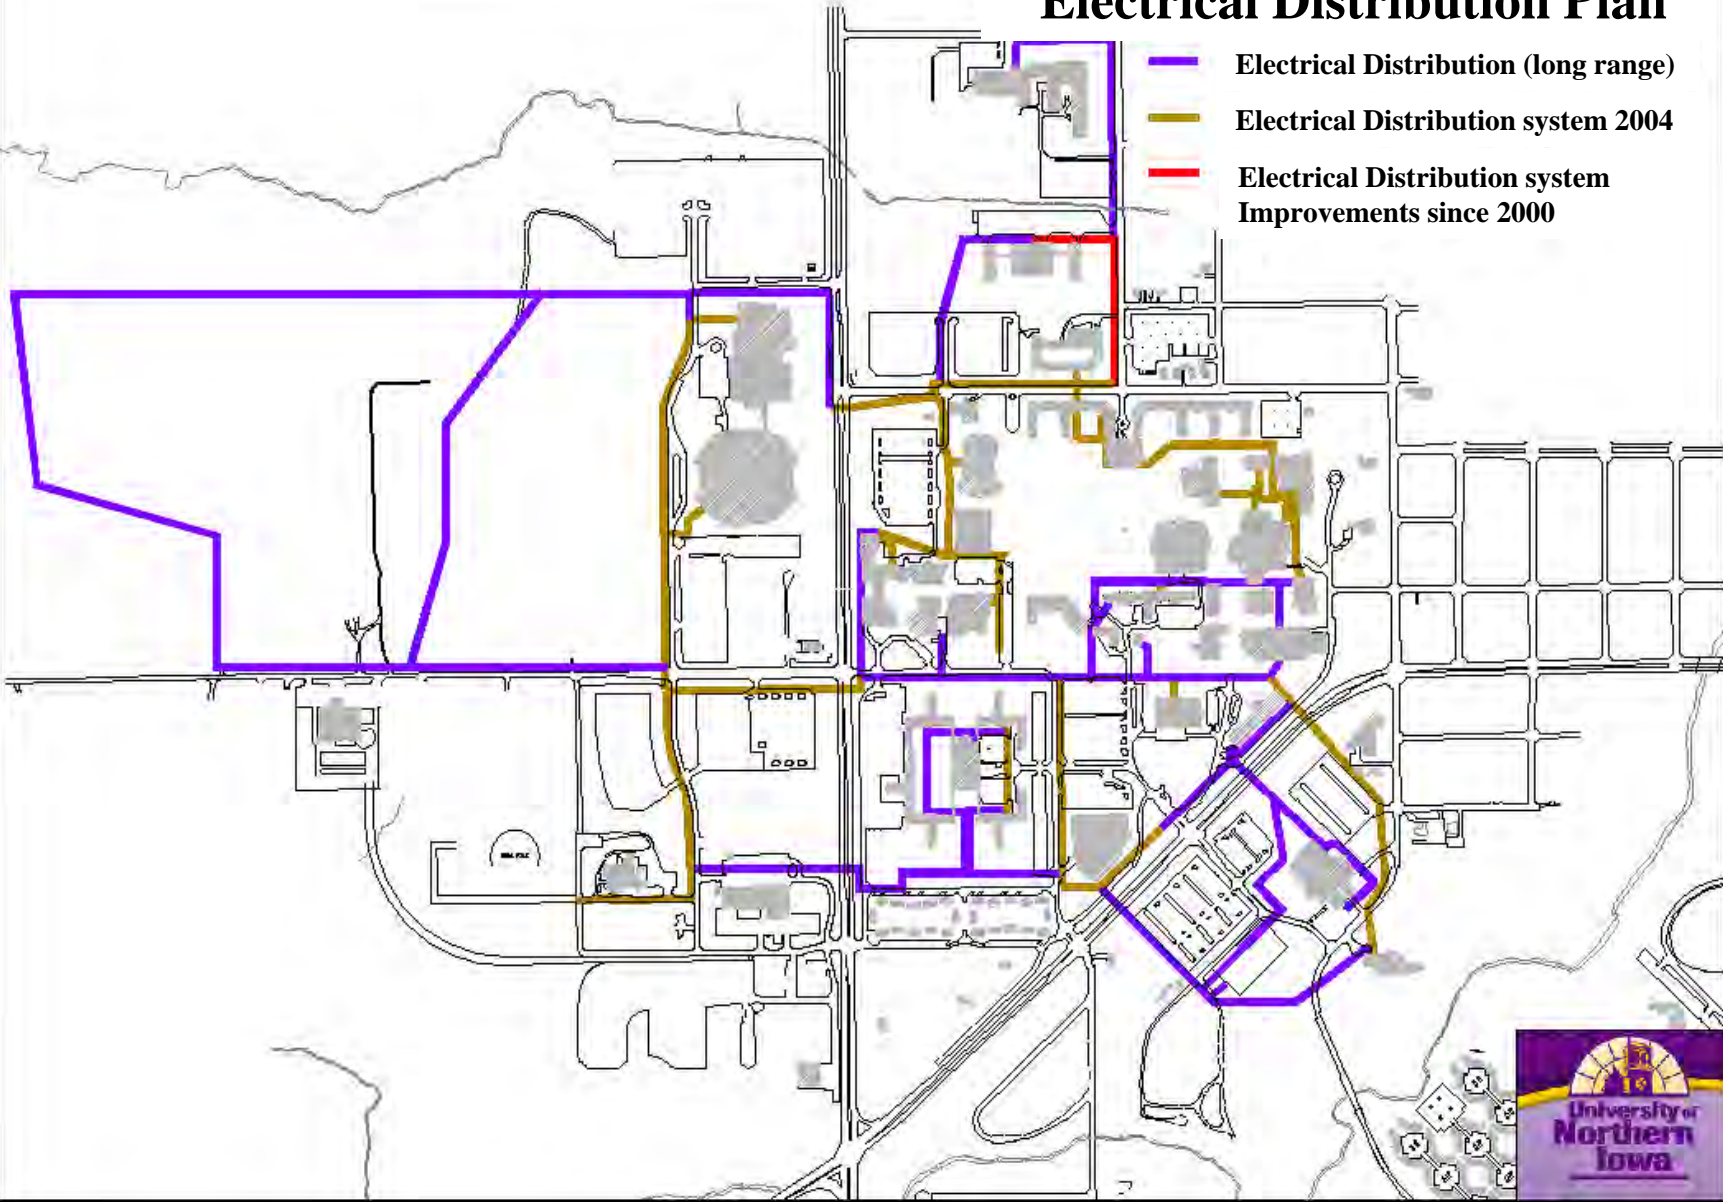 Electrical Distribution Plan
Electrical Distribution (long range)
Electrical Distribution system 2004
Electrical Distribution system
Improvements since 2000
University of
Northern
Iowa